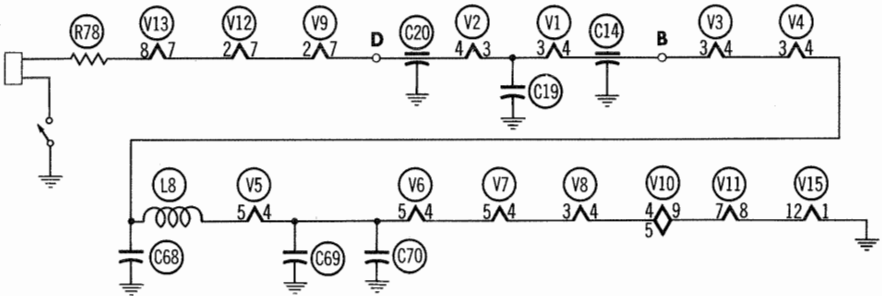 R78 V13 V12 V9 D C20 V2 V1 C14 B V3 V4
8 7 2 7 2 7 4 3 3 4 3 4 3 4
C19
L8 V5 V6 V7 V8 V10 V11 V15
5 4 5 4 5 4 3 4 4 9 7 8 12 1
5
C68 C69 C70